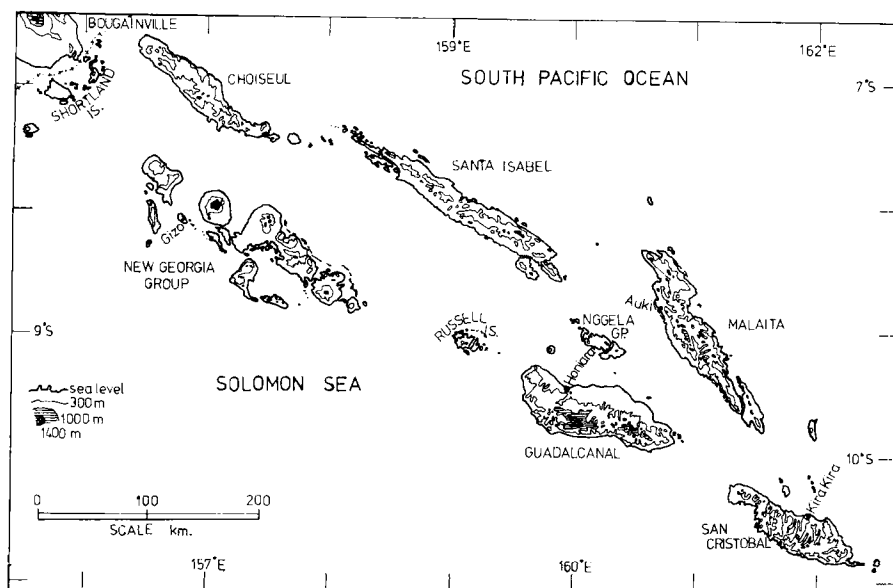 BOUGAINVILLE
159°E
162°E
CHOISEUL
SOUTH PACIFIC OCEAN
7°S
SHORTLAND
IS.
SANTA ISABEL
Gizo
NEW GEORGIA
GROUP
Auki
RUSSELL
IS.
NGGELA
GP.
MALAITA
9°S
Honiara
SOLOMON SEA
sea level
300 m
1000 m
1400 m
GUADALCANAL
10°S
Kira Kira
0 100 200
SCALE km.
SAN
CRISTOBAL
157°E
160°E